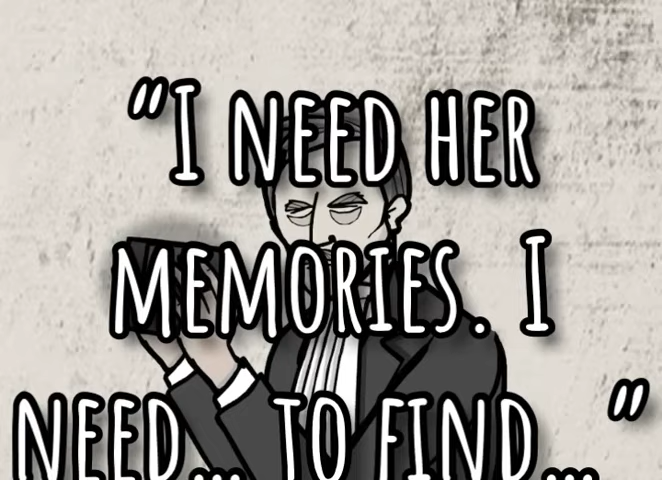 "I NEED HER
MEMORIES. I
NEED... TO FIND..."